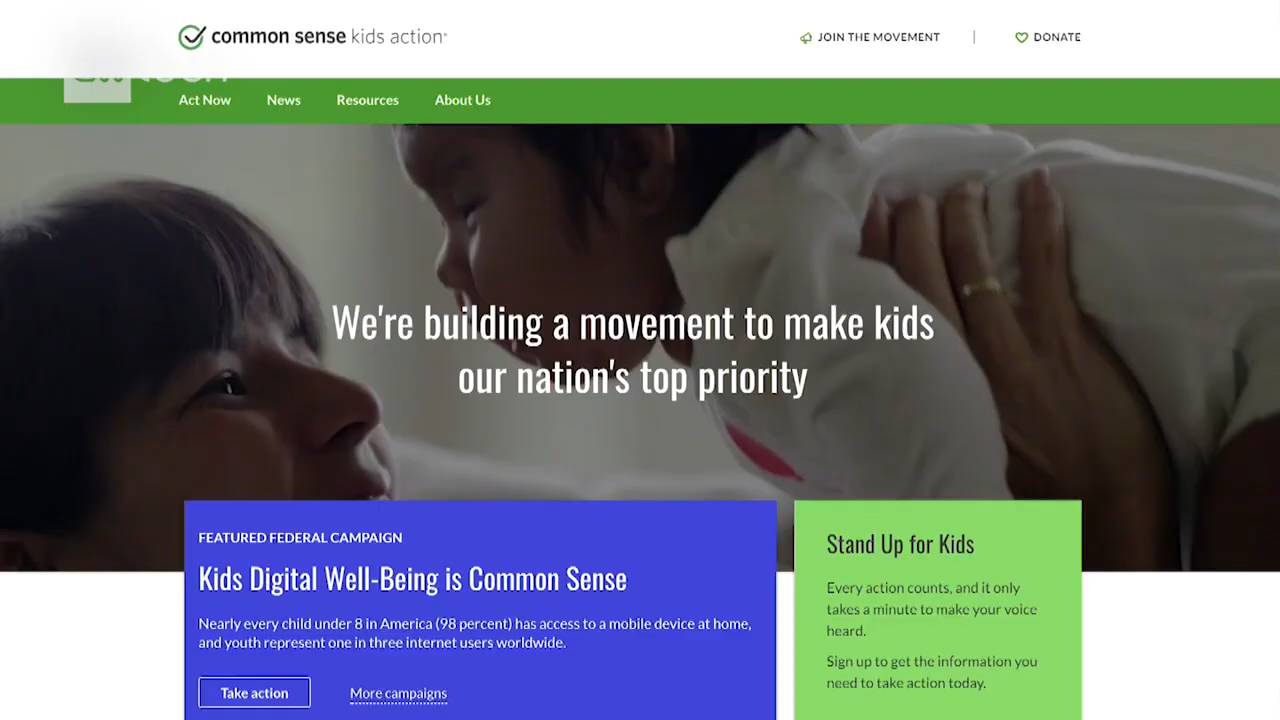 common sense kids action
JOIN THE MOVEMENT | DONATE
Act Now News Resources About Us
We're building a movement to make kids
our nation's top priority
FEATURED FEDERAL CAMPAIGN
Kids Digital Well-Being is Common Sense
Nearly every child under 8 in America (98 percent) has access to a mobile device at home,
and youth represent one in three internet users worldwide.
Take action More campaigns
Stand Up for Kids
Every action counts, and it only
takes a minute to make your voice
heard.
Sign up to get the information you
need to take action today.